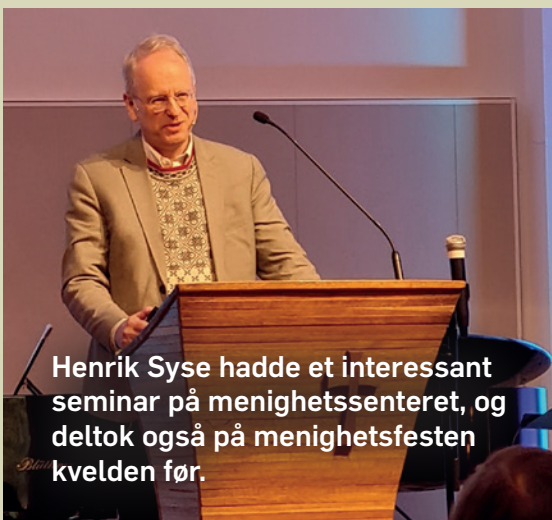 Henrik Syse hadde et interessant
seminar på menighetssenteret, og
deltok også på menighetsfesten
kvelden før.